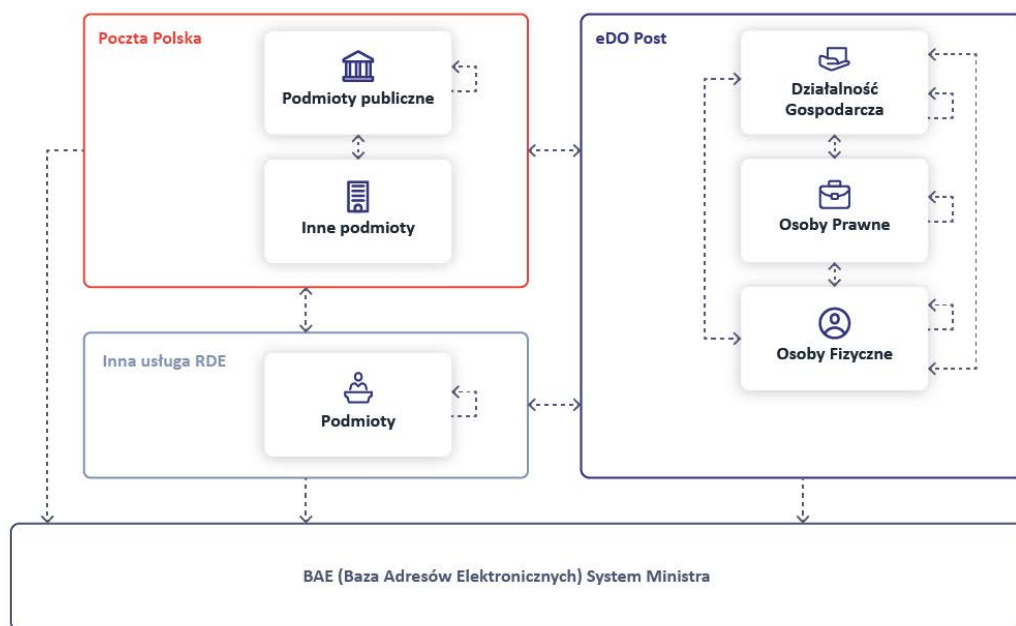 Poczta Polska
Podmioty publiczne
Inne podmioty
Inna usługa RDE
Podmioty
eDO Post
Działalność
Gospodarcza
Osoby Prawne
Osoby Fizyczne
BAE (Baza Adresów Elektronicznych) System Ministra